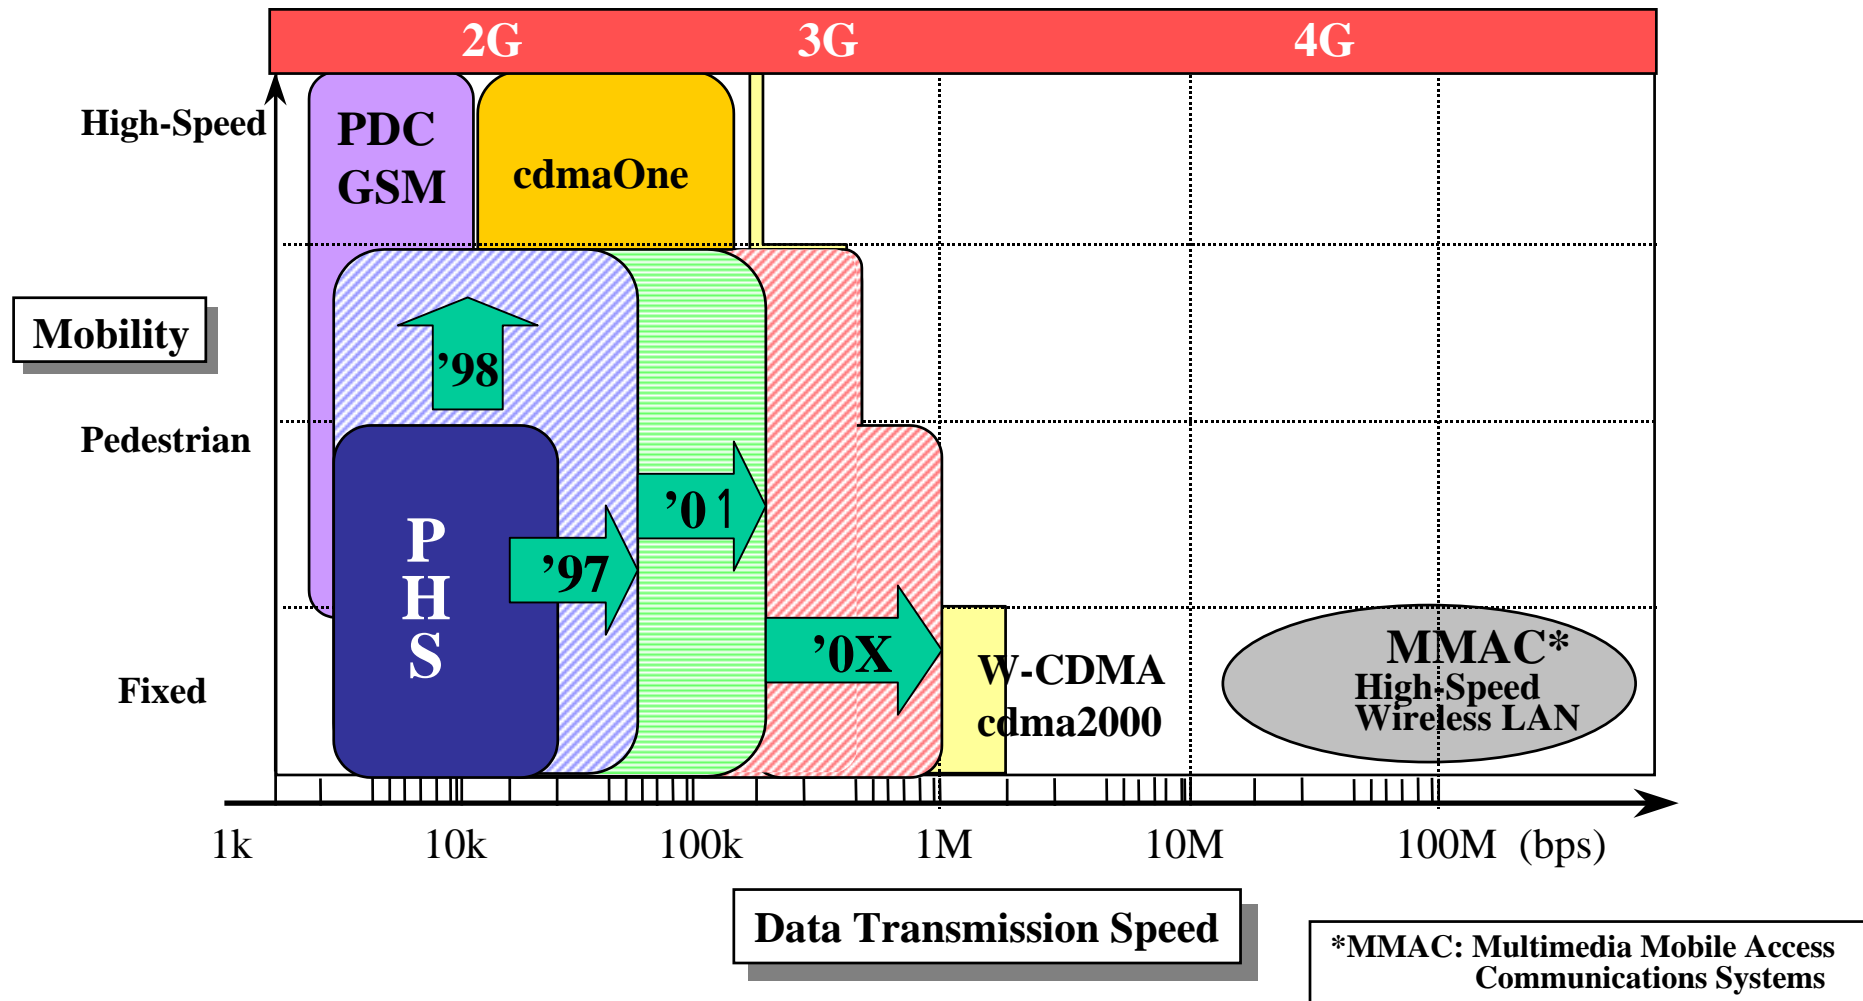 2G 3G 4G
High-Speed
PDC
GSM
cdmaOne
Mobility
’98
Pedestrian
’01
P
H
S
’97
’0X
Fixed
W-CDMA
cdma2000
MMAC*
High-Speed
Wireless LAN
1k 10k 100k 1M 10M 100M (bps)
Data Transmission Speed
*MMAC: Multimedia Mobile Access
Communications Systems